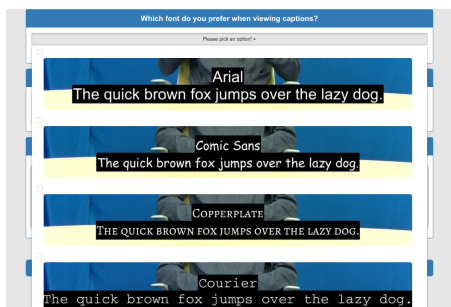 Which font do you prefer when viewing captions?
Please pick an option!
Arial
The quick brown fox jumps over the lazy dog.
Comic Sans
The quick brown fox jumps over the lazy dog.
Copperplate
The quick brown fox jumps over the lazy dog.
Courier
The quick brown fox jumps over the lazy dog.